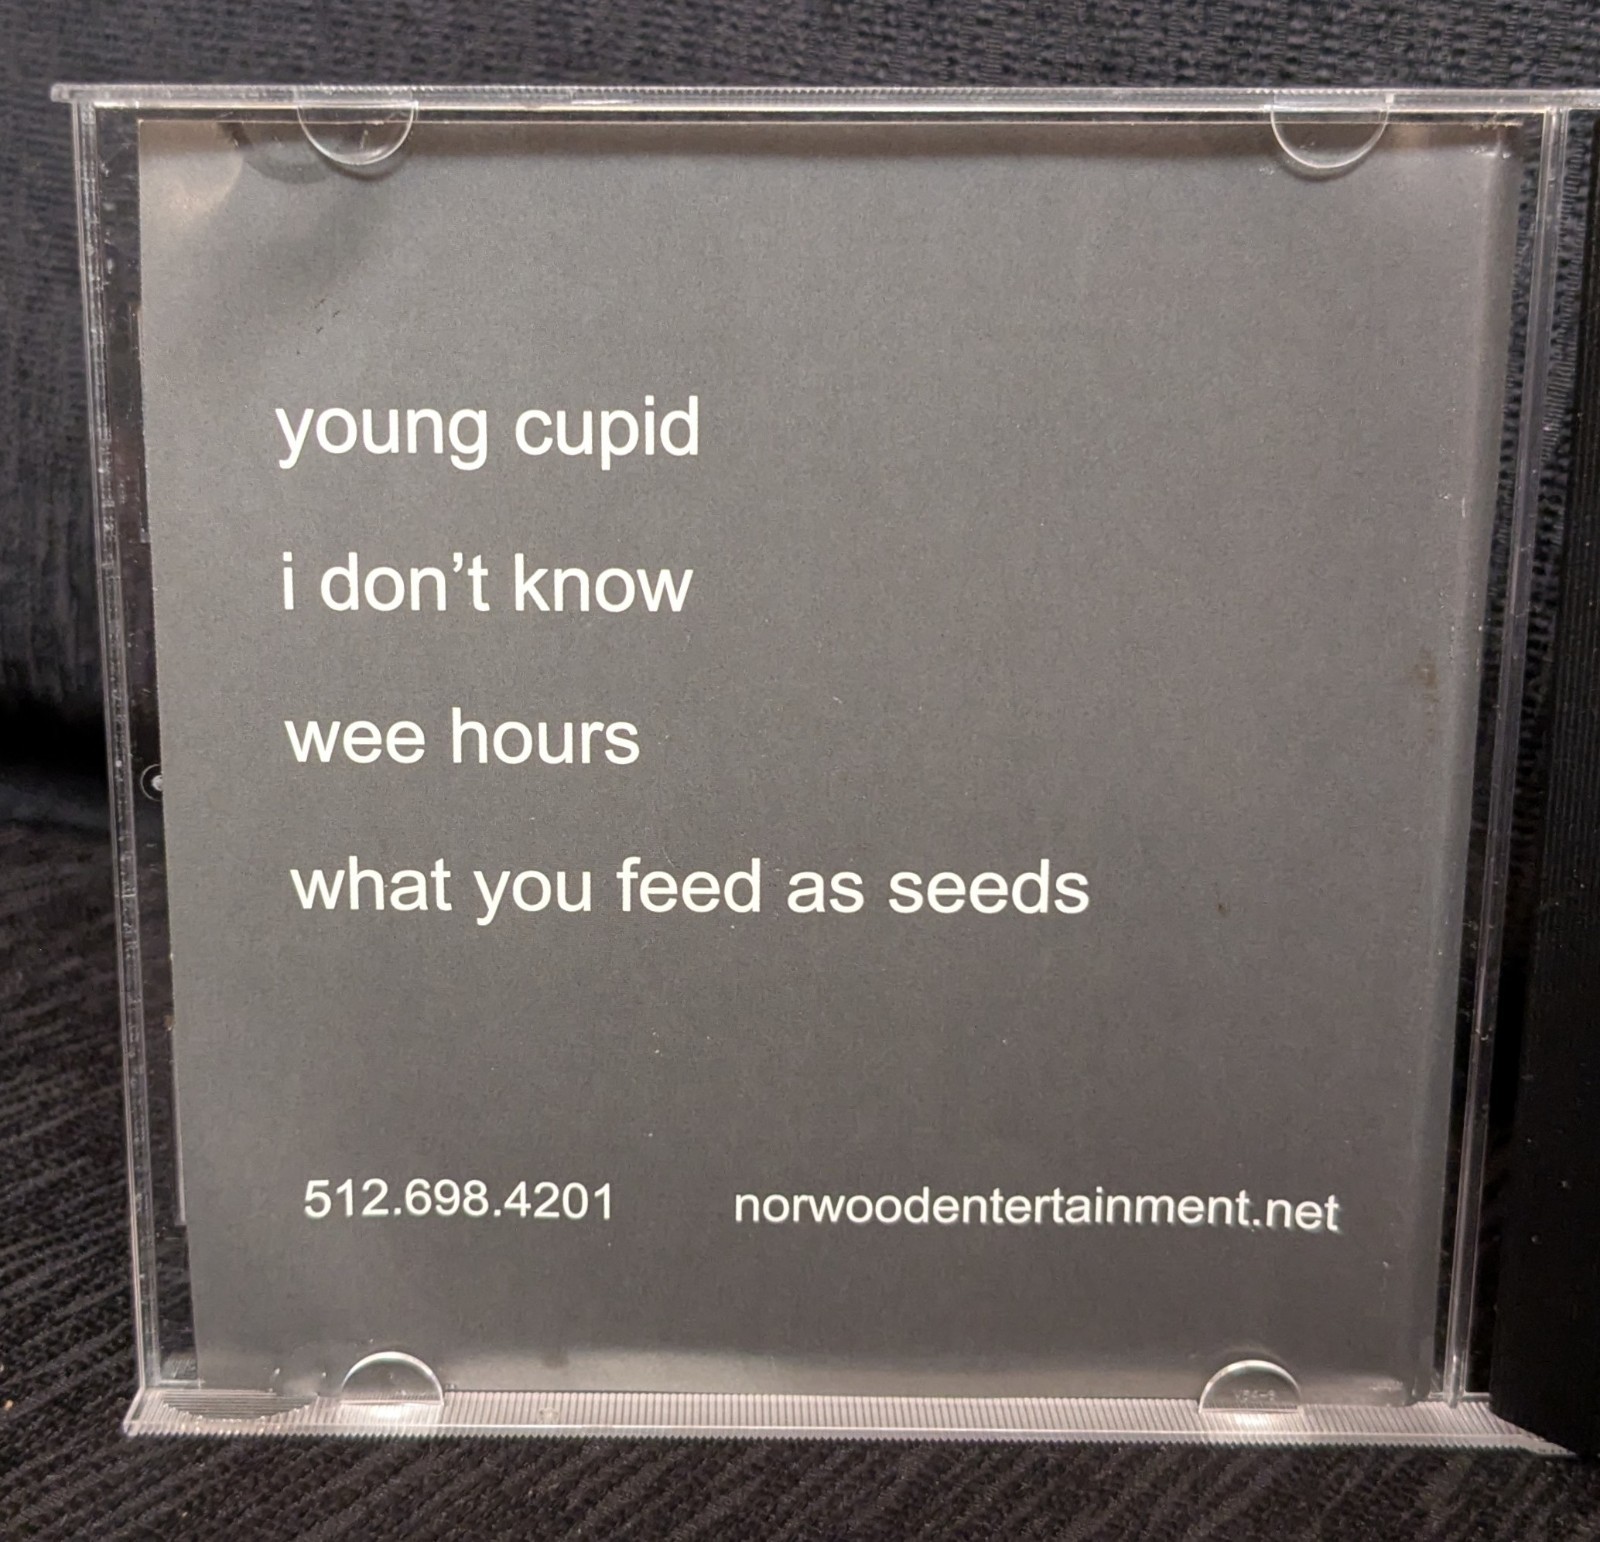 young cupid
i don’t know
wee hours
what you feed as seeds
512.698.4201 norwoodentertainment.net